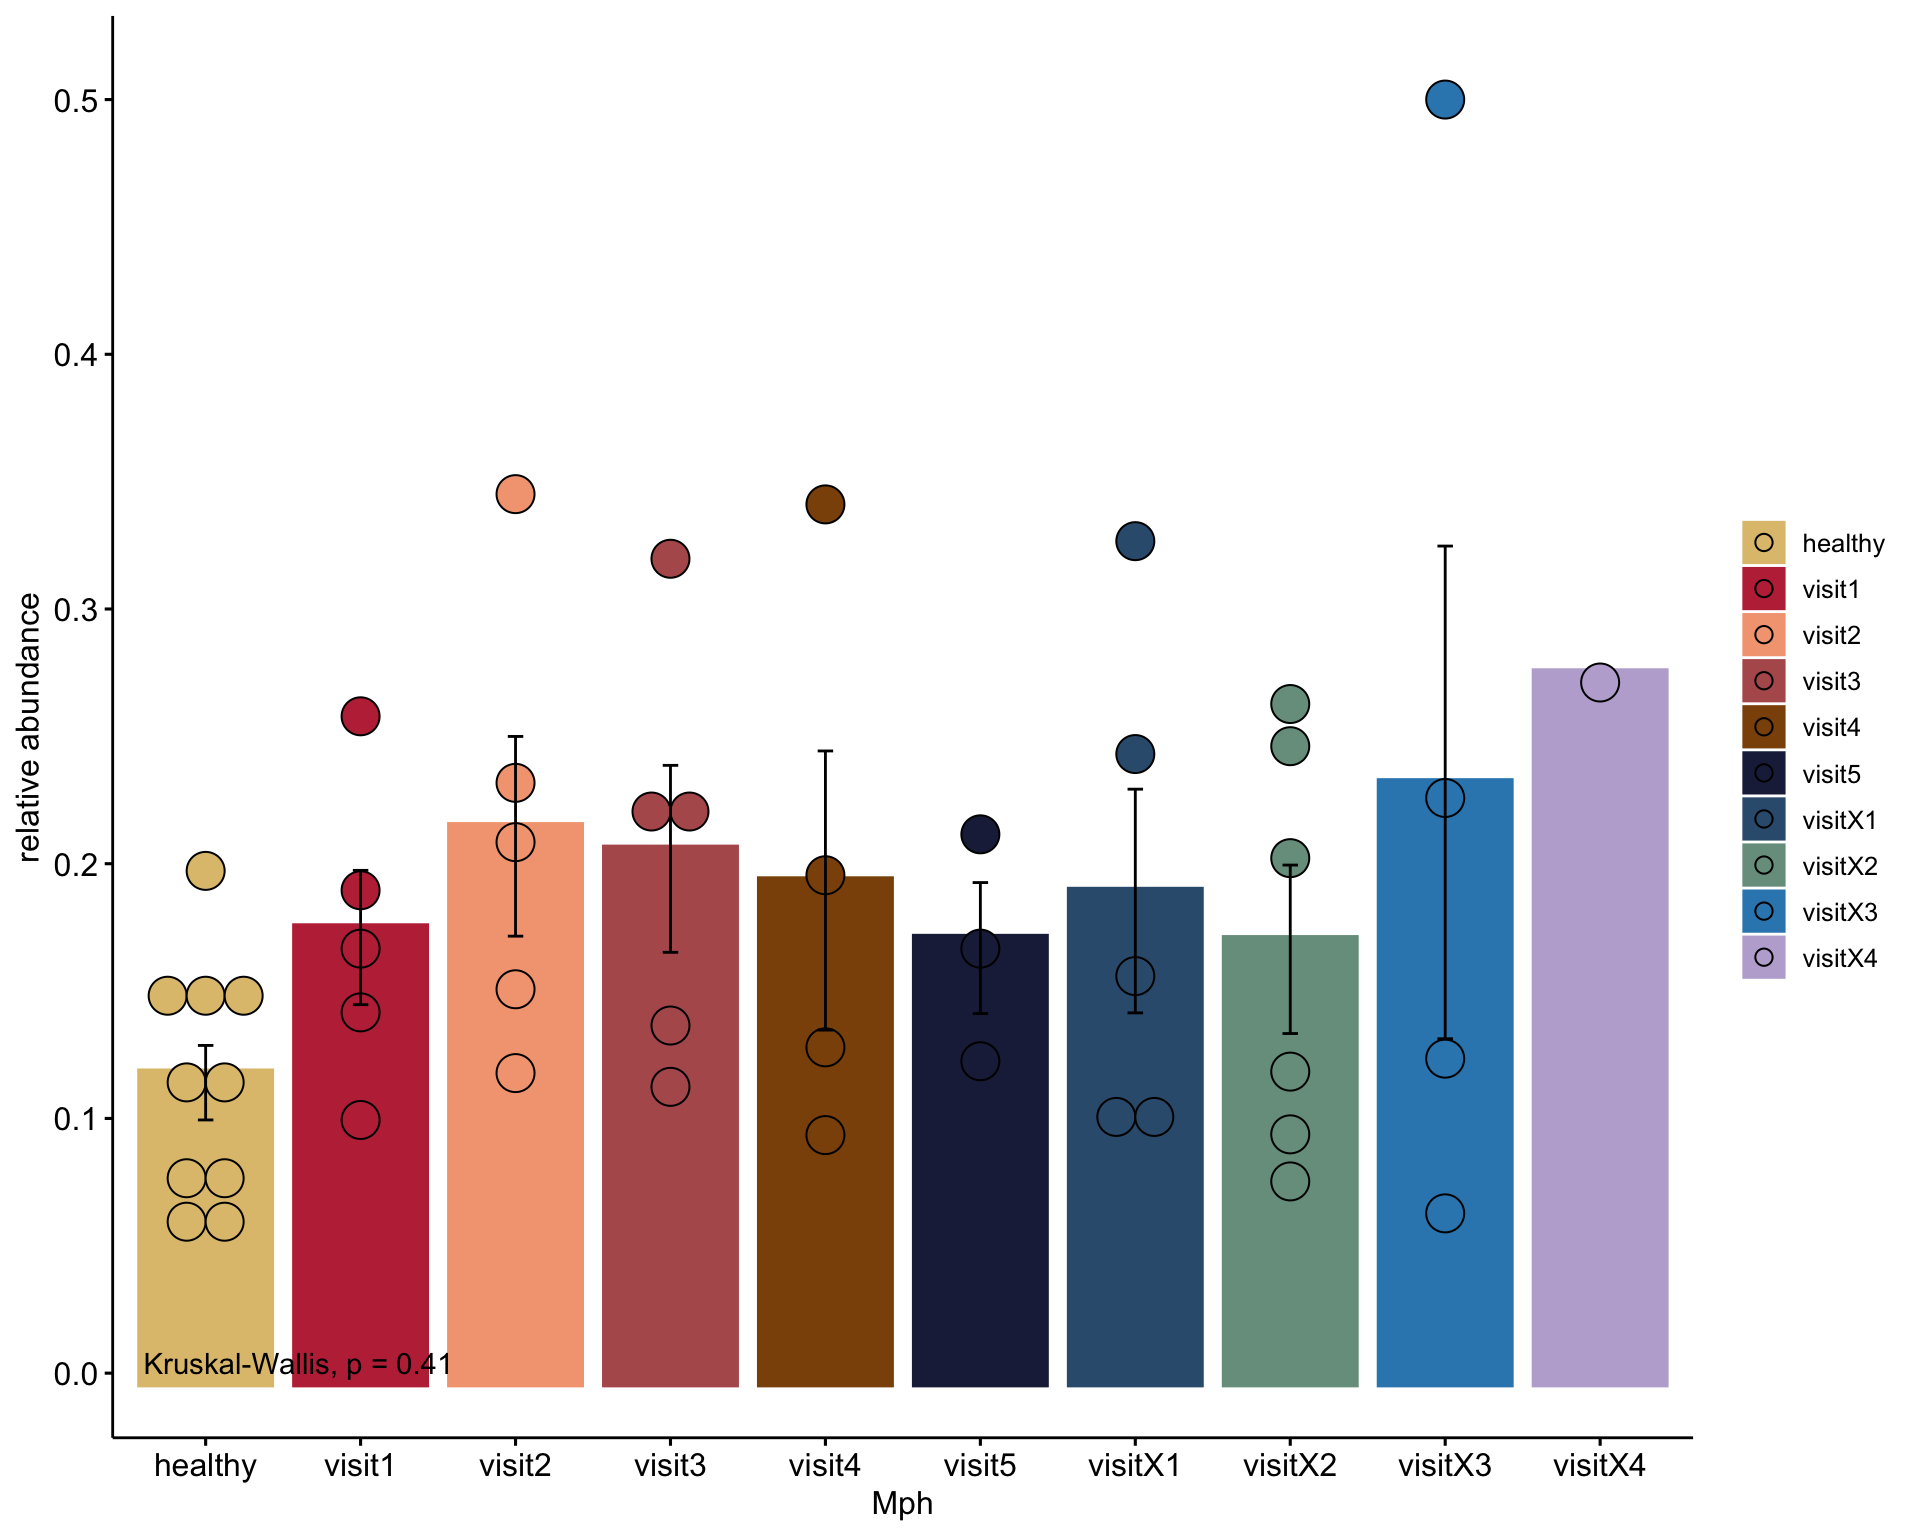 relative abundance
0.5
0.4
0.3
0.2
0.1
0.0
Kruskal-Wallis, p = 0.41
healthy visit1 visit2 visit3 visit4 visit5 visitX1 visitX2 visitX3 visitX4
Mph
healthy
visit1
visit2
visit3
visit4
visit5
visitX1
visitX2
visitX3
visitX4